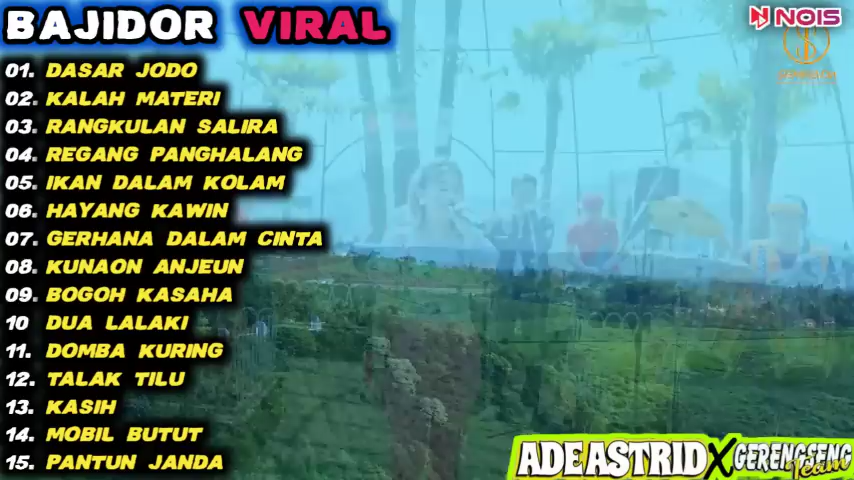 BAJIDOR VIRAL
NOIS
01. DASAR JODO
02. KALAH MATERI
03. RANGKULAN SALIRA
04. REGANG PANGHALANG
05. IKAN DALAM KOLAM
06. HAYANG KAWIN
07. GERHANA DALAM CINTA
08. KUNAON ANJEUN
09. BOGOH KASAHA
10 DUA LALAKI
11. DOMBA KURING
12. TALAK TILU
13. KASIH
14. MOBIL BUTUT
15. PANTUN JANDA
ADE ASTRID X GERENGSENG
Team